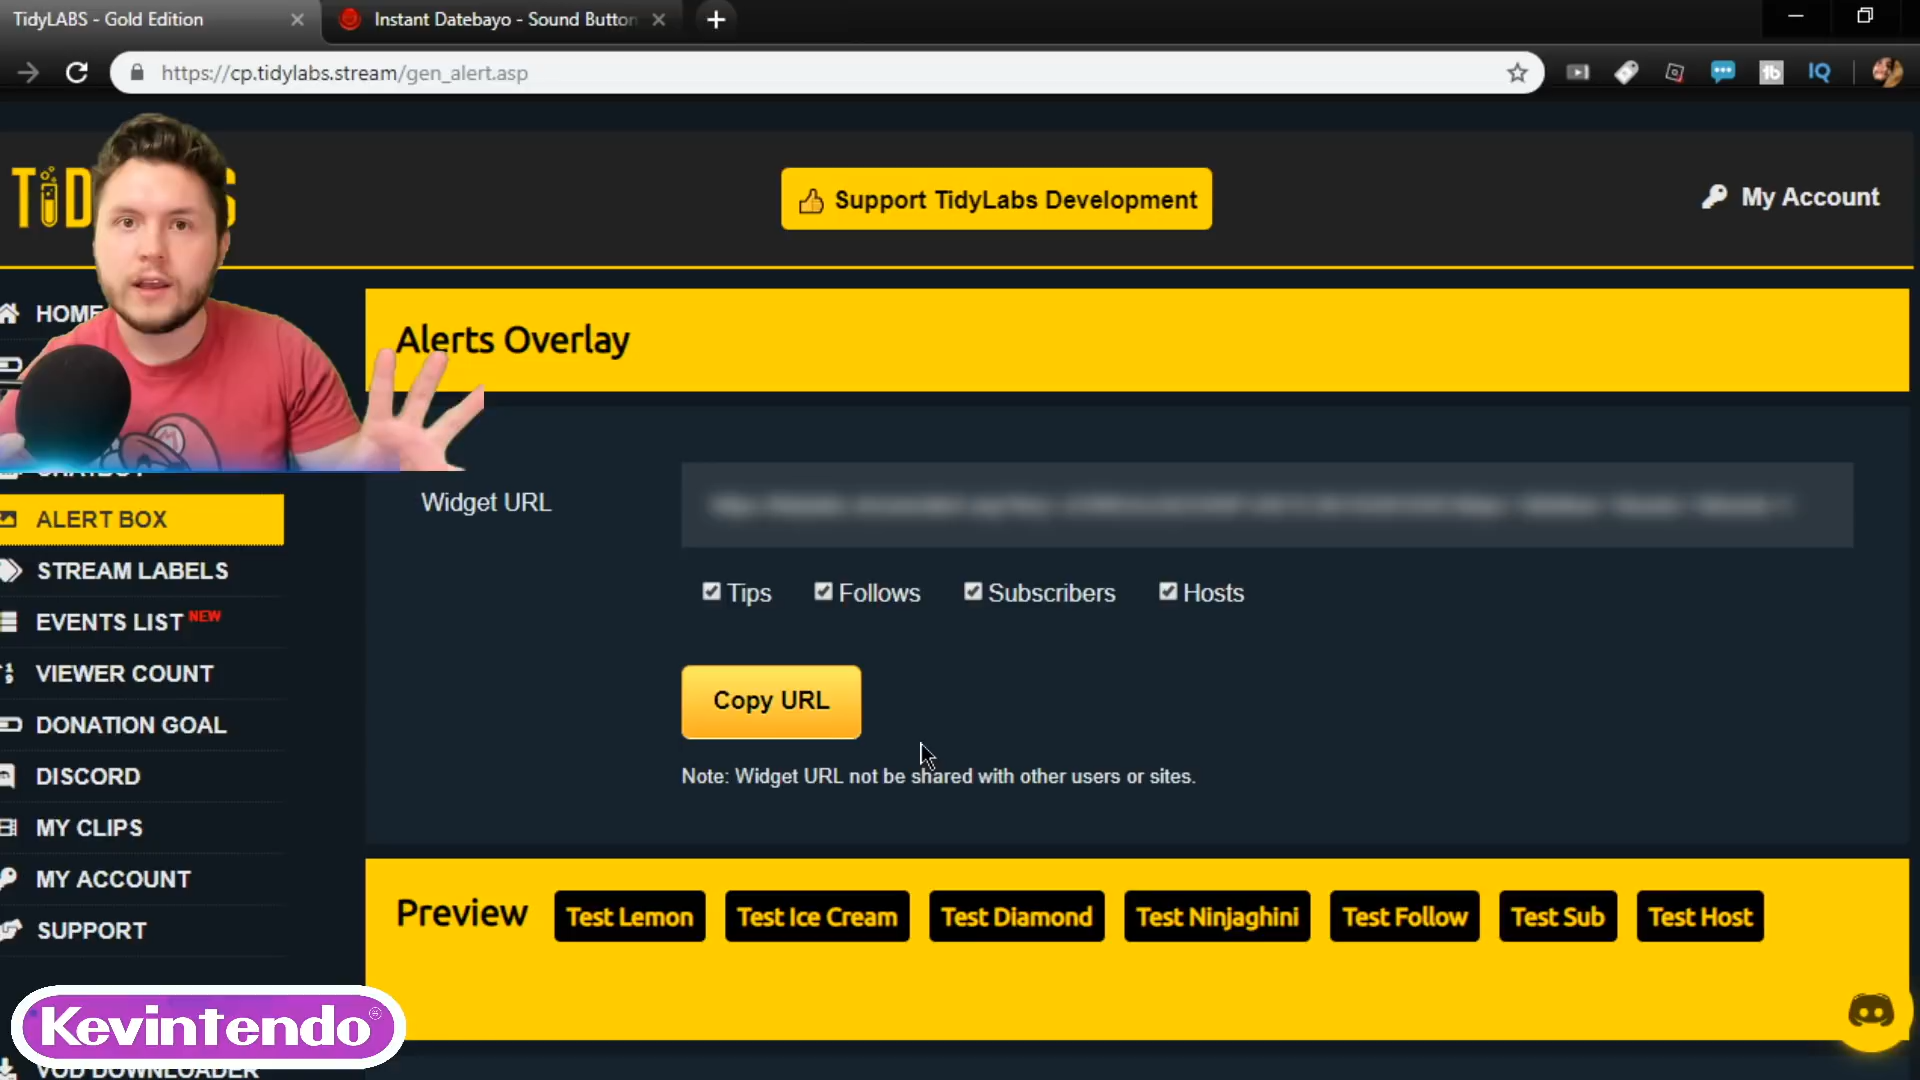 TidyLABS - Gold Edition
Instant Datebayo - Sound Button
https://cp.tidylabs.stream/gen_alert.asp
IQ
Support TidyLabs Development
My Account
HOME
Alerts Overlay
Widget URL
ALERT BOX
Tips Follows Subscribers Hosts
STREAM LABELS
EVENTS LIST NEW
VIEWER COUNT
Copy URL
DONATION GOAL
Note: Widget URL not be shared with other users or sites.
DISCORD
MY CLIPS
MY ACCOUNT
Preview Test Lemon Test Ice Cream Test Diamond Test Ninjaghini Test Follow Test Sub Test Host
SUPPORT
Kevintendo
VOD DOWNLOADER